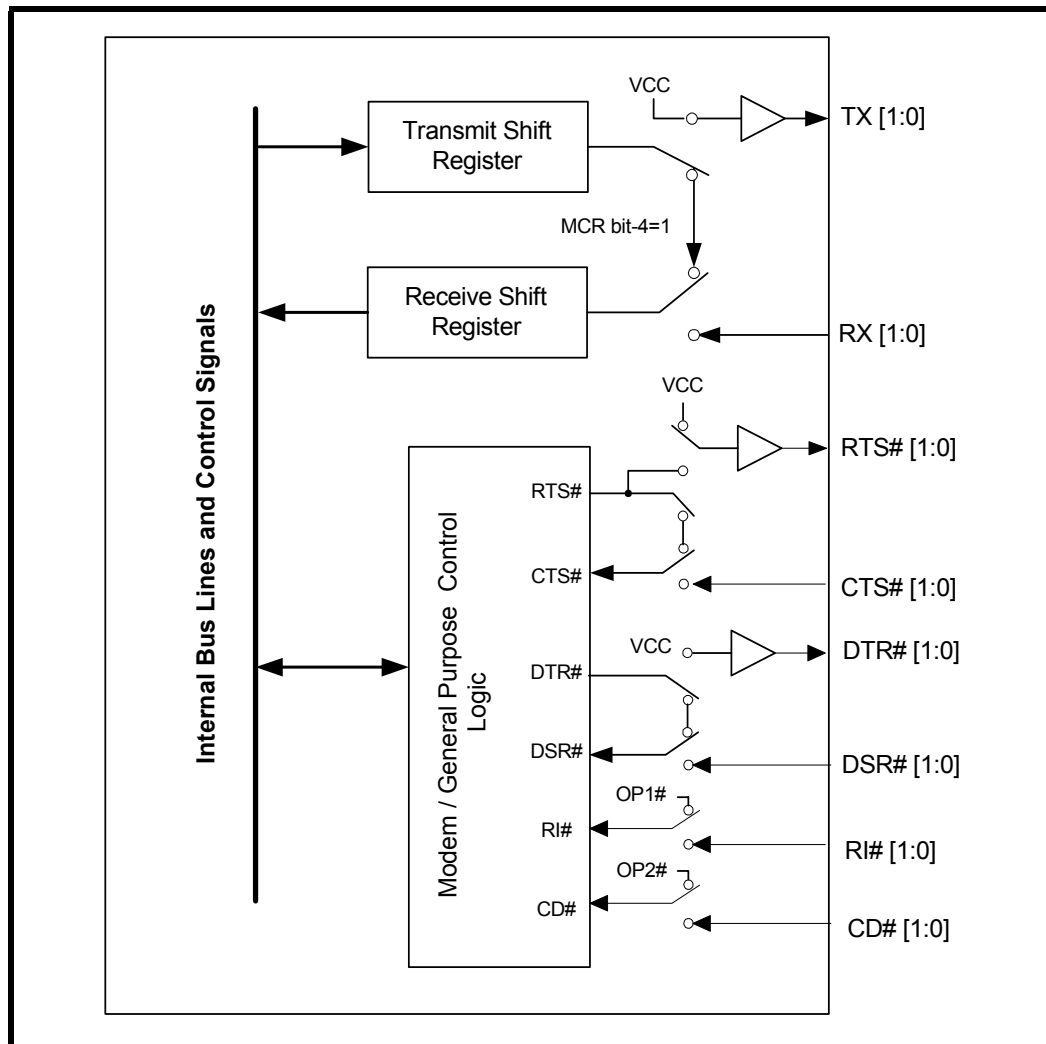 VCC
TX [1:0]
Transmit Shift
Register
MCR bit-4=1
Receive Shift
Register
RX [1:0]
Internal Bus Lines and Control Signals
VCC
RTS# [1:0]
Modem / General Purpose Control
Logic
RTS#
CTS#
CTS# [1:0]
VCC
DTR# [1:0]
DTR#
DSR#
DSR# [1:0]
OP1#
RI#
RI# [1:0]
OP2#
CD#
CD# [1:0]